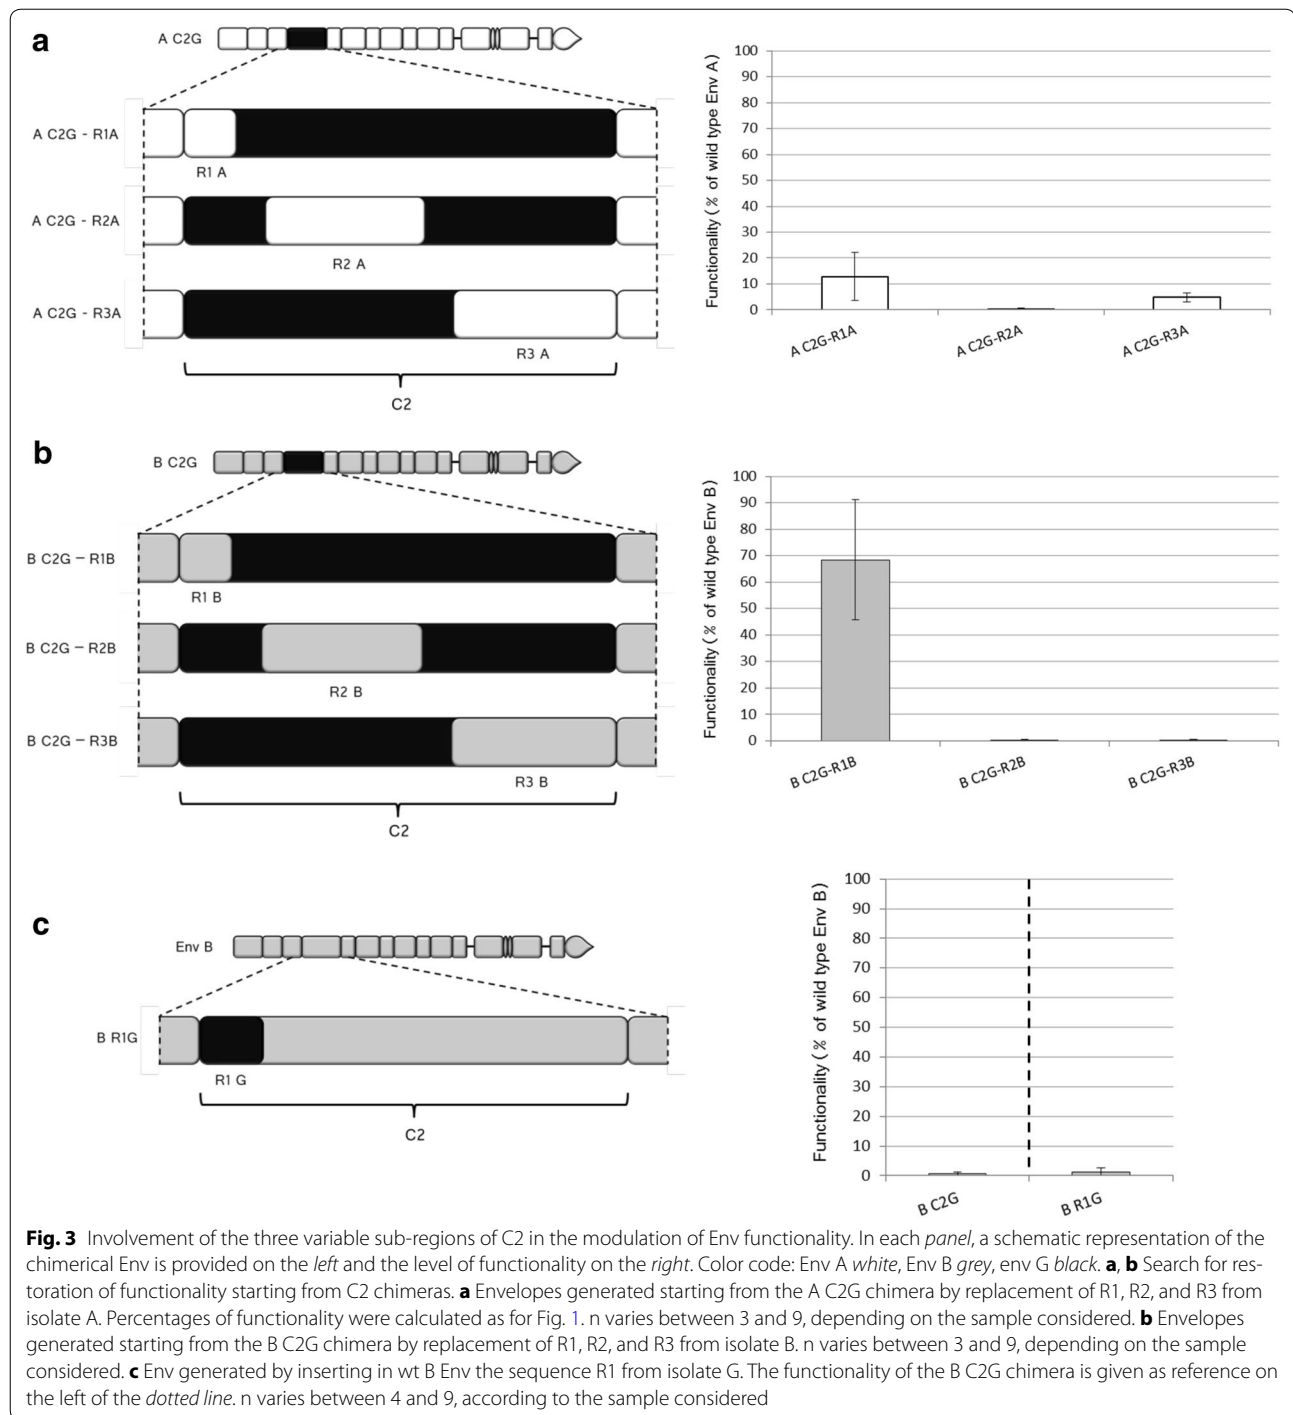 a
A C2G
A C2G - R1A
R1 A
A C2G - R2A
R2 A
A C2G - R3A
R3 A
C2
Functionality (% of wild type Env A)
100
90
80
70
60
50
40
30
20
10
0
A C2G-R1A
A C2G-R2A
A C2G-R3A
b
B C2G
B C2G – R1B
R1 B
B C2G – R2B
R2 B
B C2G – R3B
R3 B
C2
Functionality (% of wild type Env B)
100
90
80
70
60
50
40
30
20
10
0
B C2G-R1B
B C2G-R2B
B C2G-R3B
c
Env B
B R1G
R1 G
C2
Functionality (% of wild type Env B)
100
90
80
70
60
50
40
30
20
10
0
B C2G
B R1G
Fig. 3 Involvement of the three variable sub-regions of C2 in the modulation of Env functionality. In each panel, a schematic representation of the
chimerical Env is provided on the left and the level of functionality on the right. Color code: Env A white, Env B grey, env G black. a, b Search for res-
toration of functionality starting from C2 chimeras. a Envelopes generated starting from the A C2G chimera by replacement of R1, R2, and R3 from
isolate A. Percentages of functionality were calculated as for Fig. 1. n varies between 3 and 9, depending on the sample considered. b Envelopes
generated starting from the B C2G chimera by replacement of R1, R2, and R3 from isolate B. n varies between 3 and 9, depending on the sample
considered. c Env generated by inserting in wt B Env the sequence R1 from isolate G. The functionality of the B C2G chimera is given as reference on
the left of the dotted line. n varies between 4 and 9, according to the sample considered